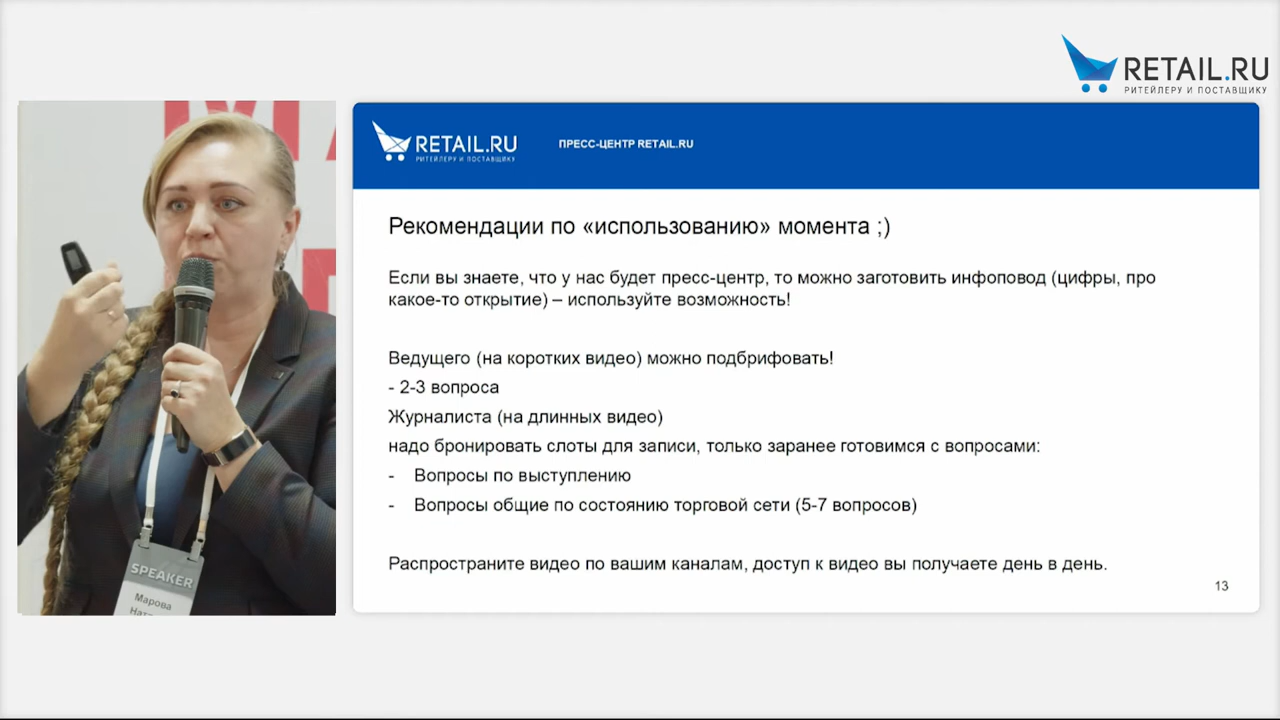 RETAIL.RU
РИТЕЙЛЕРУ И ПОСТАВЩИКУ
RETAIL.RU
РИТЕЙЛЕРУ И ПОСТАВЩИКУ
ПРЕСС-ЦЕНТР RETAIL.RU
Рекомендации по «использованию» момента ;)
Если вы знаете, что у нас будет пресс-центр, то можно заготовить инфоповод (цифры, про
какое-то открытие) – используйте возможность!
Ведущего (на коротких видео) можно подбрифовать!
- 2-3 вопроса
Журналиста (на длинных видео)
надо бронировать слоты для записи, только заранее готовимся с вопросами:
- Вопросы по выступлению
- Вопросы общие по состоянию торговой сети (5-7 вопросов)
Распространите видео по вашим каналам, доступ к видео вы получаете день в день.
13
SPEAKER
Марова